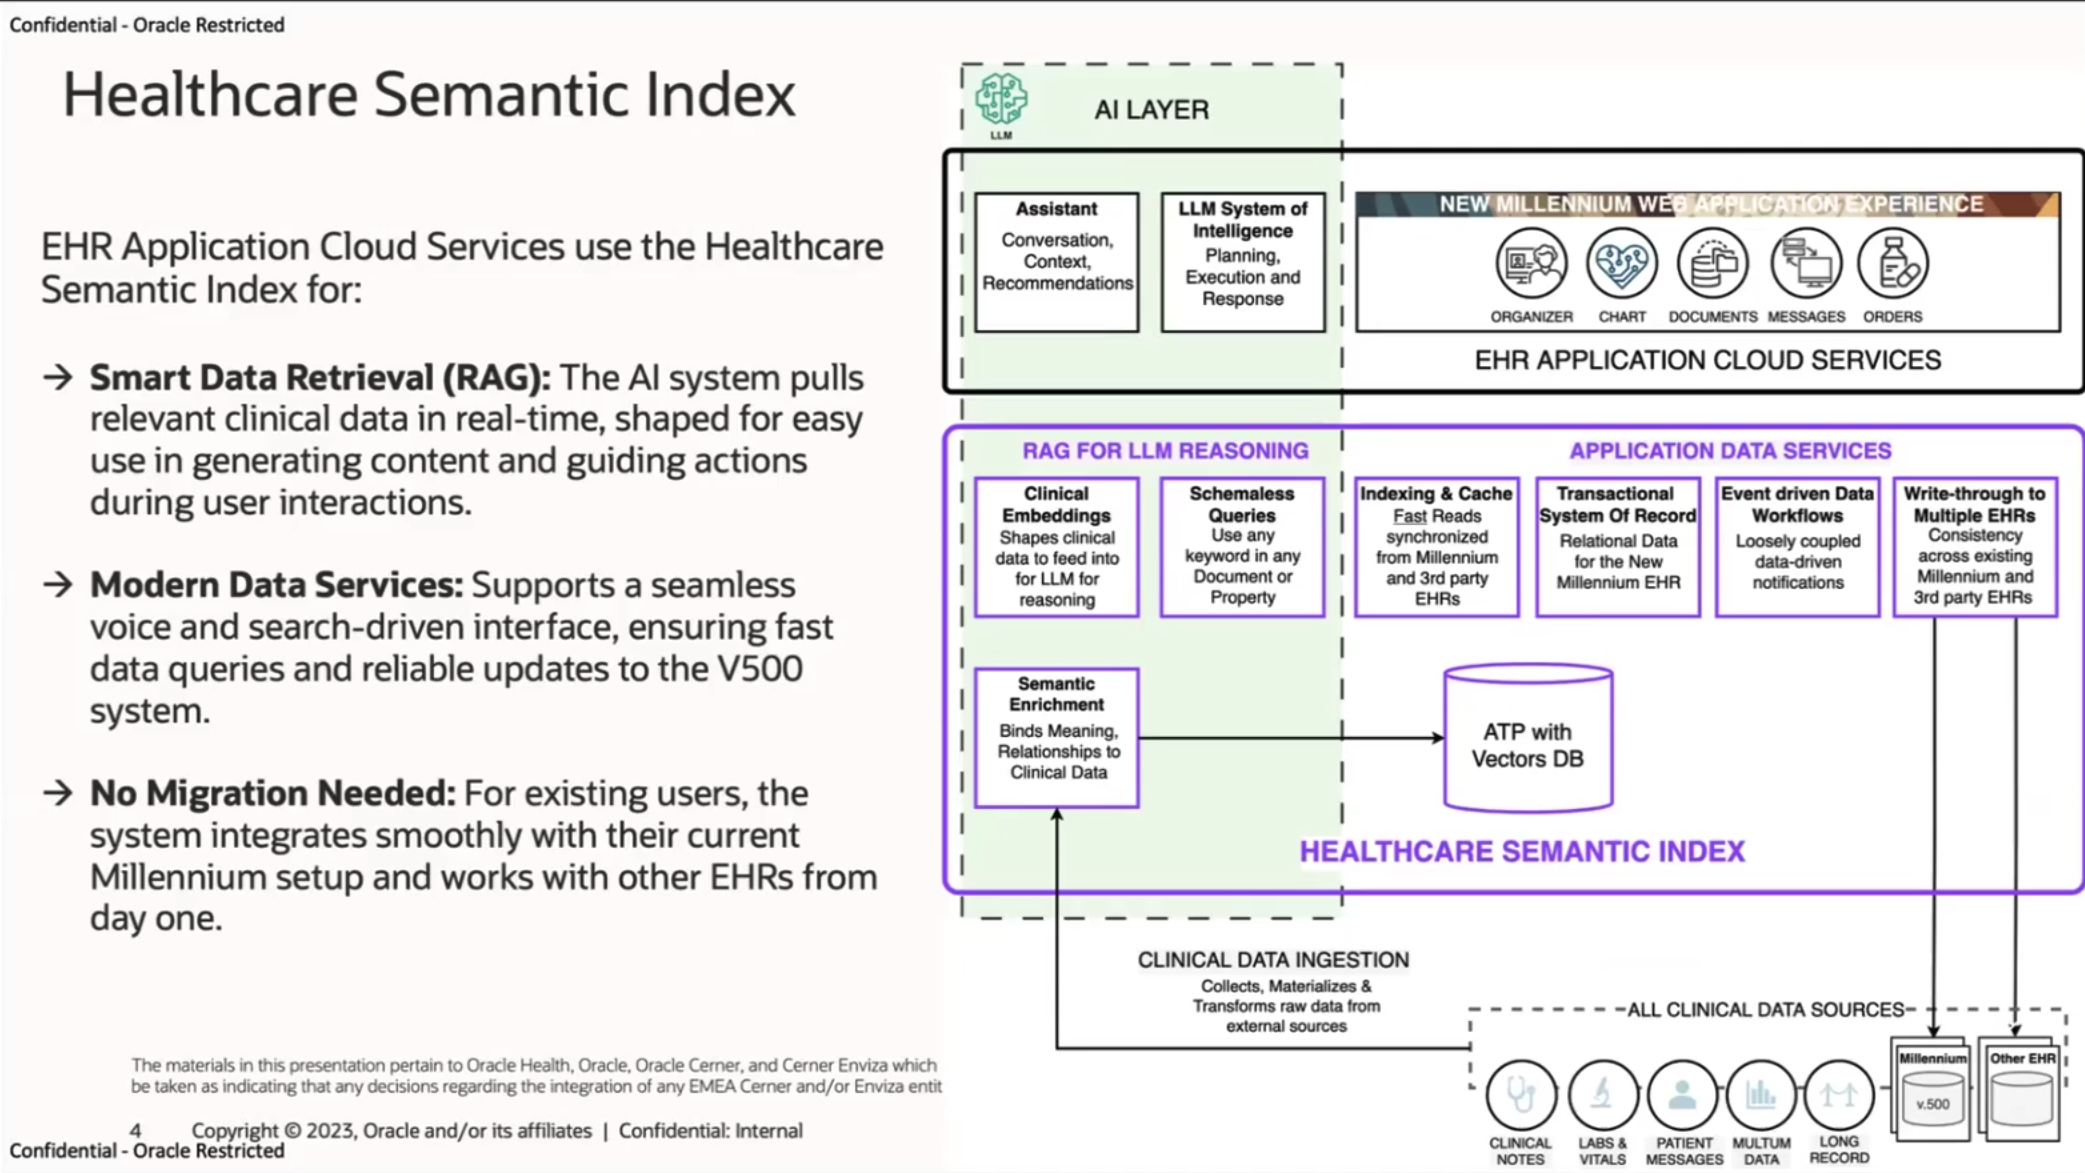 Confidential - Oracle Restricted
Healthcare Semantic Index
EHR Application Cloud Services use the Healthcare
Semantic Index for:
→ Smart Data Retrieval (RAG): The AI system pulls
relevant clinical data in real-time, shaped for easy
use in generating content and guiding actions
during user interactions.
→ Modern Data Services: Supports a seamless
voice and search-driven interface, ensuring fast
data queries and reliable updates to the V500
system.
→ No Migration Needed: For existing users, the
system integrates smoothly with their current
Millennium setup and works with other EHRs from
day one.
The materials in this presentation pertain to Oracle Health, Oracle, Oracle Cerner, and Cerner Enviza which
be taken as indicating that any decisions regarding the integration of any EMEA Cerner and/or Enviza entit
4 Copyright © 2023, Oracle and/or its affiliates | Confidential: Internal
Confidential - Oracle Restricted
LLM
AI LAYER
Assistant
Conversation,
Context,
Recommendations
LLM System of
Intelligence
Planning,
Execution and
Response
NEW MILLENNIUM WEB APPLICATION EXPERIENCE
ORGANIZER
CHART
DOCUMENTS
MESSAGES
ORDERS
EHR APPLICATION CLOUD SERVICES
RAG FOR LLM REASONING
APPLICATION DATA SERVICES
Clinical
Embeddings
Shapes clinical
data to feed into
for LLM for
reasoning
Schemaless
Queries
Use any
keyword in any
Document or
Property
Indexing & Cache
Fast Reads
synchronized
from Millennium
and 3rd party
EHRs
Transactional
System Of Record
Relational Data
for the New
Millennium EHR
Event driven Data
Workflows
Loosely coupled
data-driven
notifications
Write-through to
Multiple EHRs
Consistency
across existing
Millennium and
3rd party EHRs
Semantic
Enrichment
Binds Meaning,
Relationships to
Clinical Data
ATP with
Vectors DB
HEALTHCARE SEMANTIC INDEX
CLINICAL DATA INGESTION
Collects, Materializes &
Transforms raw data from
external sources
ALL CLINICAL DATA SOURCES
CLINICAL
NOTES
LABS &
VITALS
PATIENT
MESSAGES
MULTUM
DATA
LONG
RECORD
Millennium
v.500
Other EHR